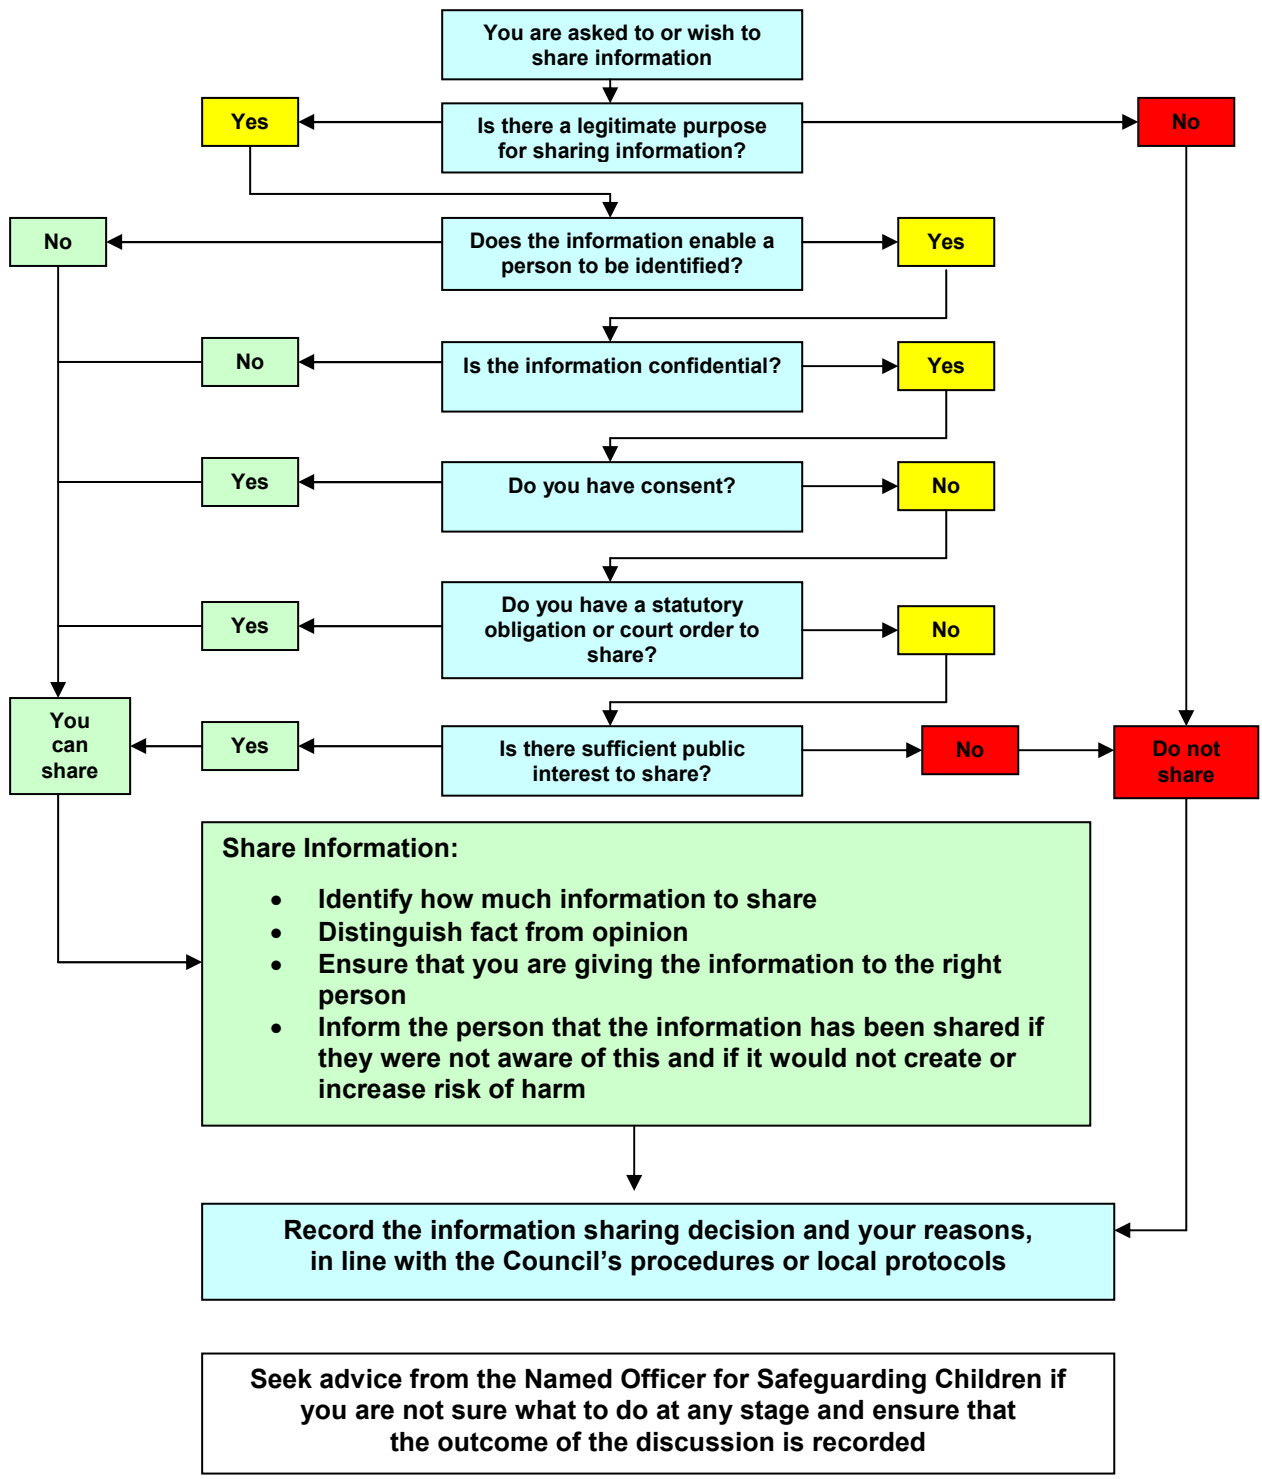 You are asked to or wish to
share information
Yes
Is there a legitimate purpose
for sharing information?
No
No
Does the information enable a
person to be identified?
Yes
No
Is the information confidential?
Yes
Yes
Do you have consent?
No
Yes
Do you have a statutory
obligation or court order to
share?
No
You
can
share
Yes
Is there sufficient public
interest to share?
No
Do not
share
Share Information:
• Identify how much information to share
• Distinguish fact from opinion
• Ensure that you are giving the information to the right
person
• Inform the person that the information has been shared if
they were not aware of this and if it would not create or
increase risk of harm
Record the information sharing decision and your reasons,
in line with the Council’s procedures or local protocols
Seek advice from the Named Officer for Safeguarding Children if
you are not sure what to do at any stage and ensure that
the outcome of the discussion is recorded